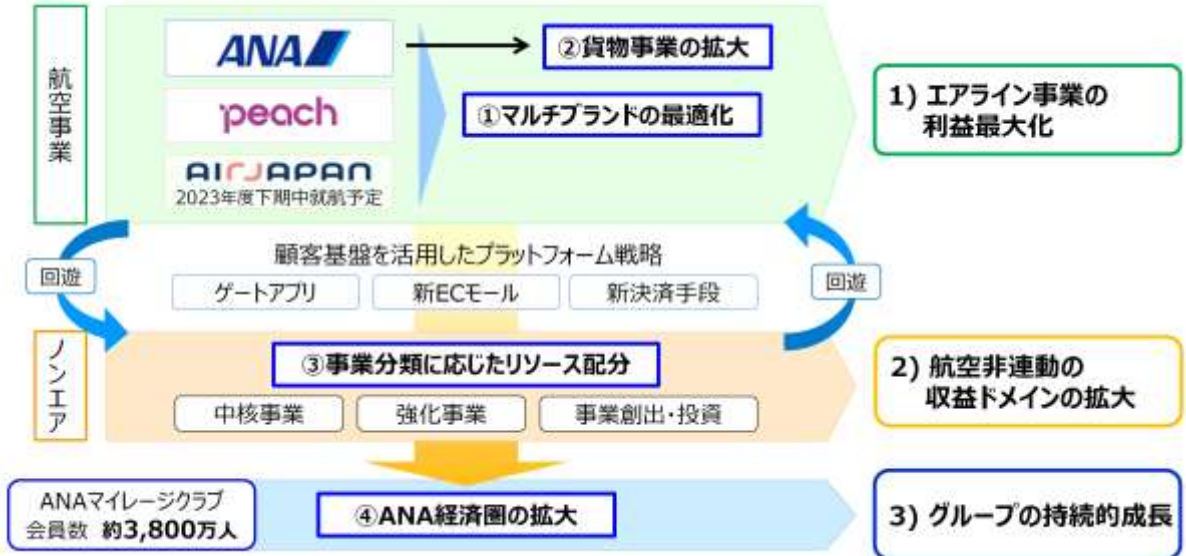 航空事業
ANA
②貨物事業の拡大
peach
①マルチブランドの最適化
AIRJAPAN
2023年度下期中就航予定
1) エアライン事業の
利益最大化
顧客基盤を活用したプラットフォーム戦略
回遊
ゲートアプリ
新ECモール
新決済手段
回遊
ノンエア
③事業分類に応じたリソース配分
中核事業
強化事業
事業創出・投資
2) 航空非連動の
収益ドメインの拡大
ANAマイレージクラブ
会員数 約3,800万人
④ANA経済圏の拡大
3) グループの持続的成長